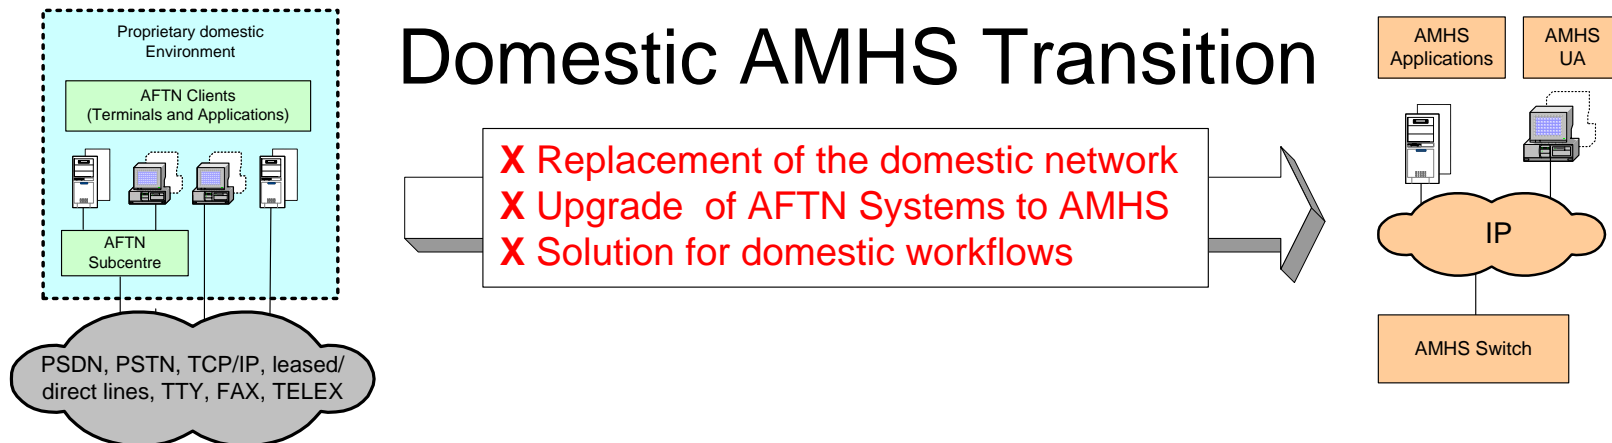 Proprietary domestic
Environment
AFTN Clients
(Terminals and Applications)
AFTN
Subcentre
PSDN, PSTN, TCP/IP, leased/
direct lines, TTY, FAX, TELEX
Domestic AMHS Transition
X Replacement of the domestic network
X Upgrade of AFTN Systems to AMHS
X Solution for domestic workflows
AMHS
Applications
AMHS
UA
IP
AMHS Switch